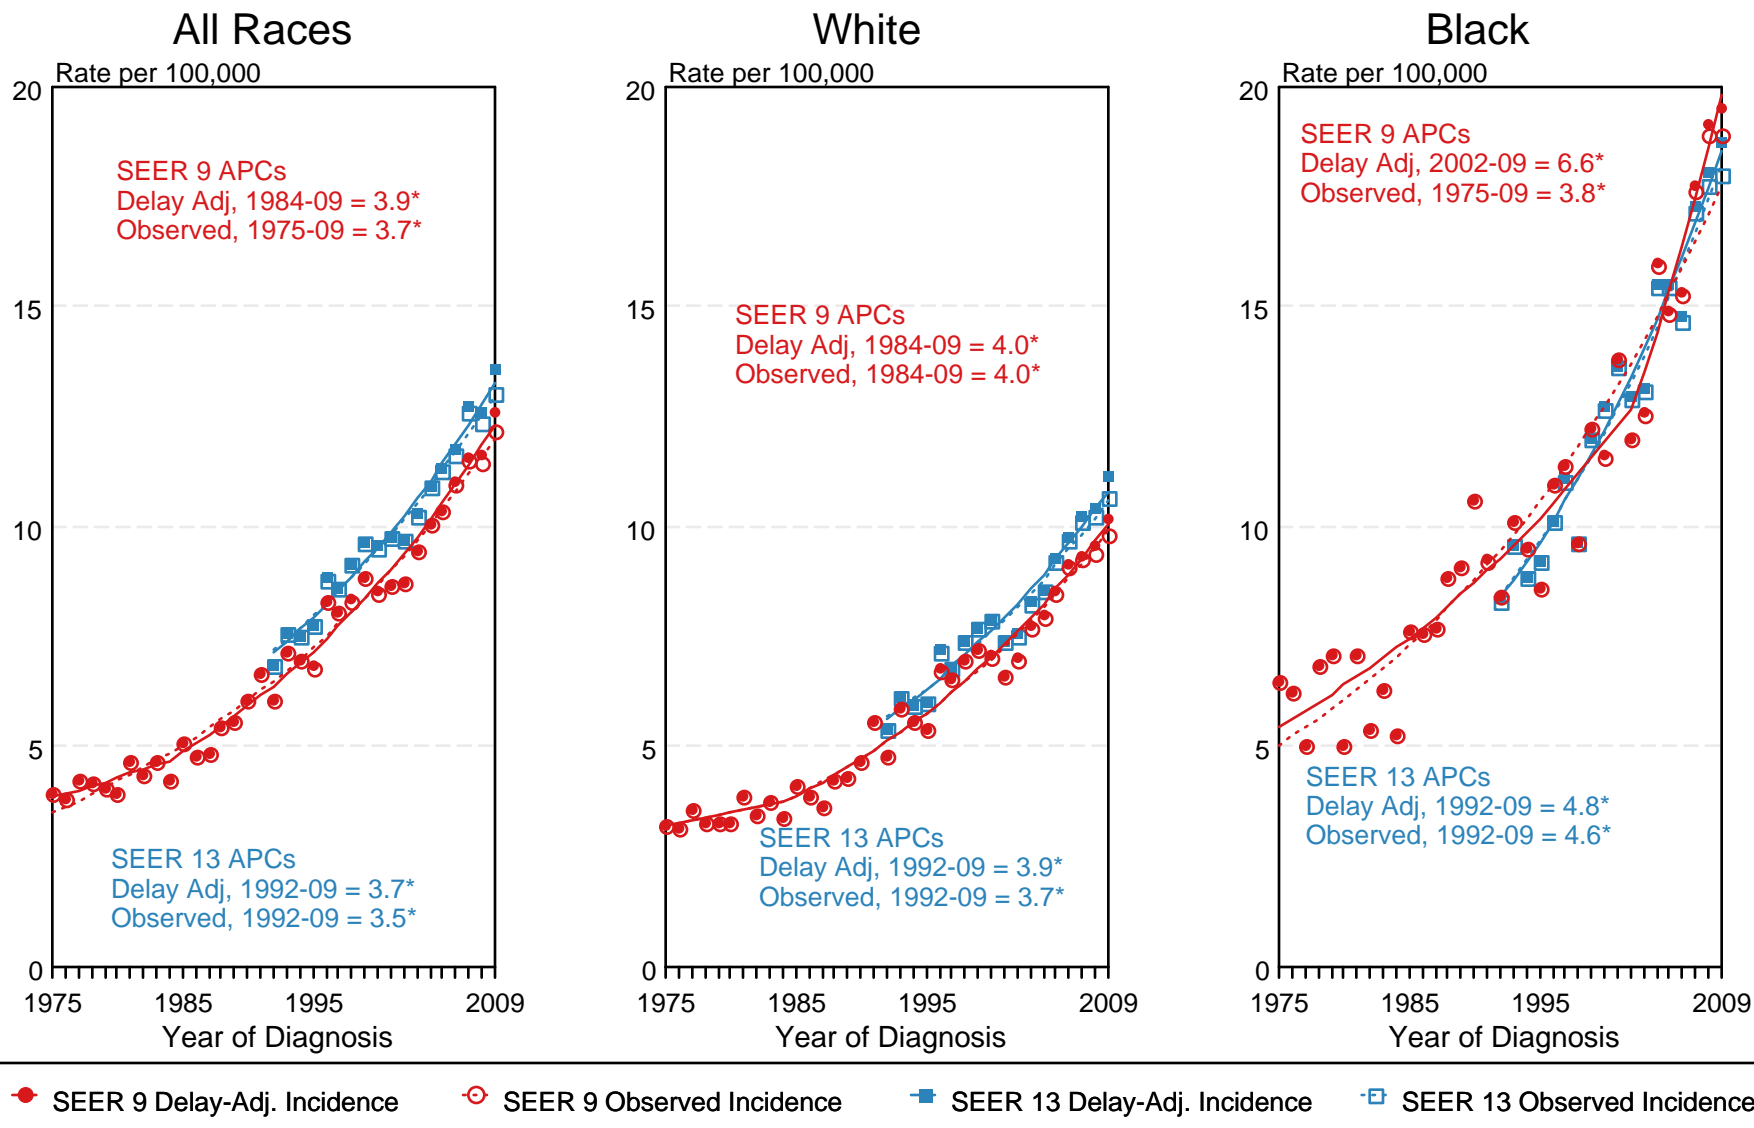 All Races
Rate per 100,000
20
15
10
5
0
SEER 9 APCs
Delay Adj, 1984-09 = 3.9*
Observed, 1975-09 = 3.7*
SEER 13 APCs
Delay Adj, 1992-09 = 3.7*
Observed, 1992-09 = 3.5*
1975 1985 1995 2009
Year of Diagnosis
White
Rate per 100,000
20
15
10
5
0
SEER 9 APCs
Delay Adj, 1984-09 = 4.0*
Observed, 1984-09 = 4.0*
SEER 13 APCs
Delay Adj, 1992-09 = 3.9*
Observed, 1992-09 = 3.7*
1975 1985 1995 2009
Year of Diagnosis
Black
Rate per 100,000
20
15
10
5
0
SEER 9 APCs
Delay Adj, 2002-09 = 6.6*
Observed, 1975-09 = 3.8*
SEER 13 APCs
Delay Adj, 1992-09 = 4.8*
Observed, 1992-09 = 4.6*
1975 1985 1995 2009
Year of Diagnosis
SEER 9 Delay-Adj. Incidence SEER 9 Observed Incidence SEER 13 Delay-Adj. Incidence SEER 13 Observed Incidence